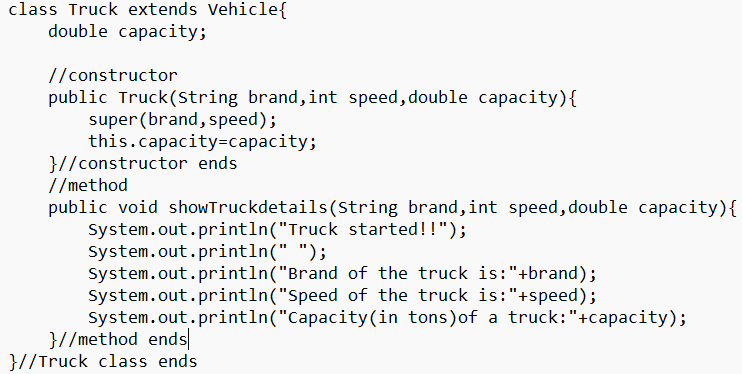 class Truck extends Vehicle{
    double capacity;

    //constructor
    public Truck(String brand,int speed,double capacity){
        super(brand,speed);
        this.capacity=capacity;
    }//constructor ends
    //method
    public void showTruckdetails(String brand,int speed,double capacity){
        System.out.println("Truck started!!");
        System.out.println(" ");
        System.out.println("Brand of the truck is:"+brand);
        System.out.println("Speed of the truck is:"+speed);
        System.out.println("Capacity(in tons)of a truck:"+capacity);
    }//method ends
}//Truck class ends